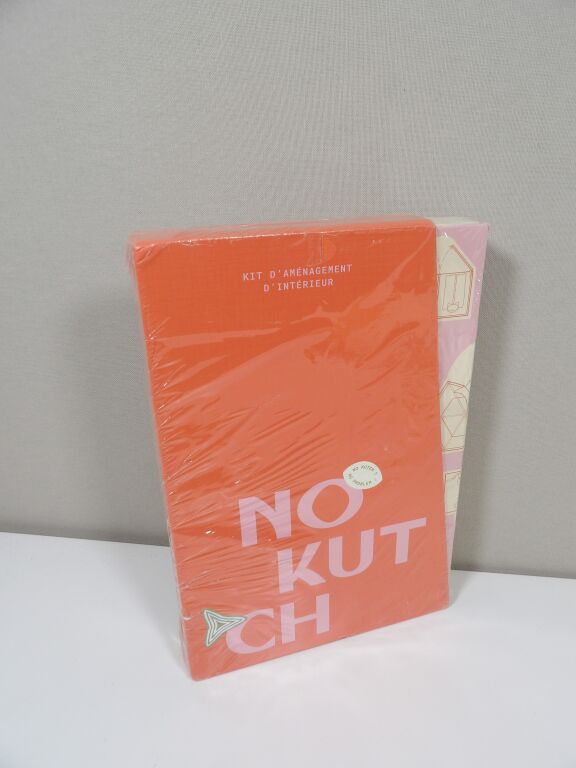 KIT D'AMÉNAGEMENT
D'INTÉRIEUR
NO
KUT
CH